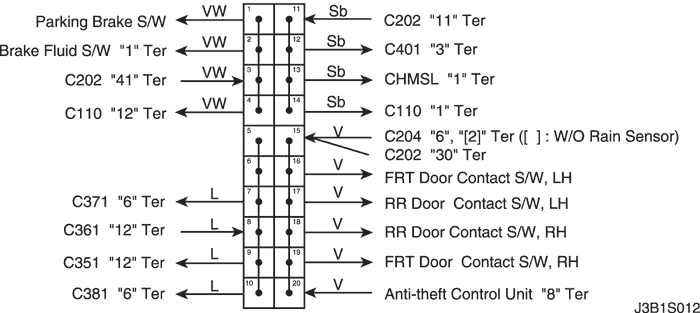 Parking Brake S/W VW 1 11 Sb C202 "11" Ter
Brake Fluid S/W "1" Ter VW 2 12 Sb C401 "3" Ter
C202 "41" Ter VW 3 13 Sb CHMSL "1" Ter
C110 "12" Ter VW 4 14 Sb C110 "1" Ter
5 15 V C204 "6", "[2]" Ter ([ ] : W/O Rain Sensor)
C202 "30" Ter
6 16 V FRT Door Contact S/W, LH
C371 "6" Ter L 7 17 V RR Door Contact S/W, LH
C361 "12" Ter L 8 18 V RR Door Contact S/W, RH
C351 "12" Ter L 9 19 V FRT Door Contact S/W, RH
C381 "6" Ter L 10 20 V Anti-theft Control Unit "8" Ter
J3B1S012